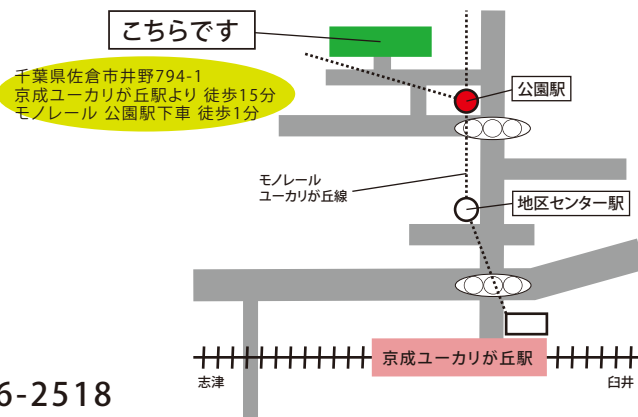 こちらです
千葉県佐倉市井野794-1
京成ユーカリが丘駅より 徒歩15分
モノレール 公園駅下車 徒歩1分
公園駅
モノレール
ユーカリが丘線
地区センター駅
京成ユーカリが丘駅
志津
臼井
6-2518